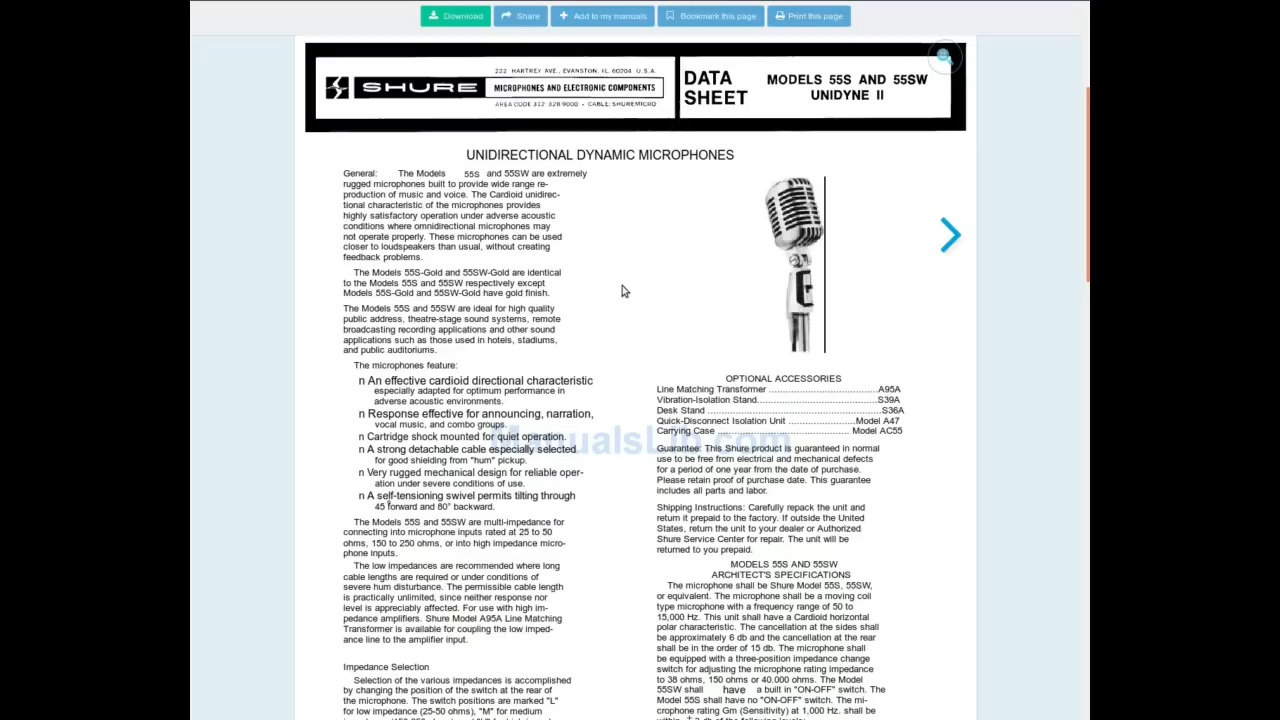 Download Share Add to my manuals Bookmark this page Print this page
222 HARTREY AVE., EVANSTON, IL. 60204 U.S.A.
SHURE MICROPHONES AND ELECTRONIC COMPONENTS
AREA CODE 312 328-9000 • CABLE: SHUREMICRO
DATA SHEET
MODELS 55S AND 55SW
UNIDYNE II
UNIDIRECTIONAL DYNAMIC MICROPHONES
General: The Models 55S and 55SW are extremely
rugged microphones built to provide wide range re-
production of music and voice. The Cardioid unidirec-
tional characteristic of the microphones provides
highly satisfactory operation under adverse acoustic
conditions where omnidirectional microphones may
not operate properly. These microphones can be used
closer to loudspeakers than usual, without creating
feedback problems.
The Models 55S-Gold and 55SW-Gold are identical
to the Models 55S and 55SW respectively except
Models 55S-Gold and 55SW-Gold have gold finish.
The Models 55S and 55SW are ideal for high quality
public address, theatre-stage sound systems, remote
broadcasting recording applications and other sound
applications such as those used in hotels, stadiums,
and public auditoriums.
The microphones feature:
n An effective cardioid directional characteristic
especially adapted for optimum performance in
adverse acoustic environments.
n Response effective for announcing, narration,
vocal music, and combo groups.
n Cartridge shock mounted for quiet operation.
n A strong detachable cable especially selected
for good shielding from "hum" pickup.
n Very rugged mechanical design for reliable oper-
ation under severe conditions of use.
n A self-tensioning swivel permits tilting through
45°forward and 80° backward.
The Models 55S and 55SW are multi-impedance for
connecting into microphone inputs rated at 25 to 50
ohms, 150 to 250 ohms, or into high impedance micro-
phone inputs.
The low impedances are recommended where long
cable lengths are required or under conditions of
severe hum disturbance. The permissible cable length
is practically unlimited, since neither response nor
level is appreciably affected. For use with high im-
pedance amplifiers. Shure Model A95A Line Matching
Transformer is available for coupling the low imped-
ance line to the amplifier input.
Impedance Selection
Selection of the various impedances is accomplished
by changing the position of the switch at the rear of
the microphone. The switch positions are marked "L"
for low impedance (25-50 ohms), "M" for medium
OPTIONAL ACCESSORIES
Line Matching Transformer ..........................................A95A
Vibration-Isolation Stand..............................................S39A
Desk Stand ..................................................................S36A
Quick-Disconnect Isolation Unit .........................Model A47
Carrying Case .................................................. Model AC55
ManualsLib.com
Guarantee: This Shure product is guaranteed in normal
use to be free from electrical and mechanical defects
for a period of one year from the date of purchase.
Please retain proof of purchase date. This guarantee
includes all parts and labor.
Shipping Instructions: Carefully repack the unit and
return it prepaid to the factory. If outside the United
States, return the unit to your dealer or Authorized
Shure Service Center for repair. The unit will be
returned to you prepaid.
MODELS 55S AND 55SW
ARCHITECT'S SPECIFICATIONS
The microphone shall be Shure Model 55S, 55SW,
or equivalent. The microphone shall be a moving coil
type microphone with a frequency range of 50 to
15,000 Hz. This unit shall have a Cardioid horizontal
polar characteristic. The cancellation at the sides shall
be approximately 6 db and the cancellation at the rear
shall be in the order of 15 db. The microphone shall
be equipped with a three-position impedance change
switch for adjusting the microphone rating impedance
to 38 ohms, 150 ohms or 40.000 ohms. The Model
55SW shall have a built in "ON-OFF" switch. The
Model 55S shall have no "ON-OFF" switch. The mi-
crophone rating Gm (Sensitivity) at 1,000 Hz. shall be